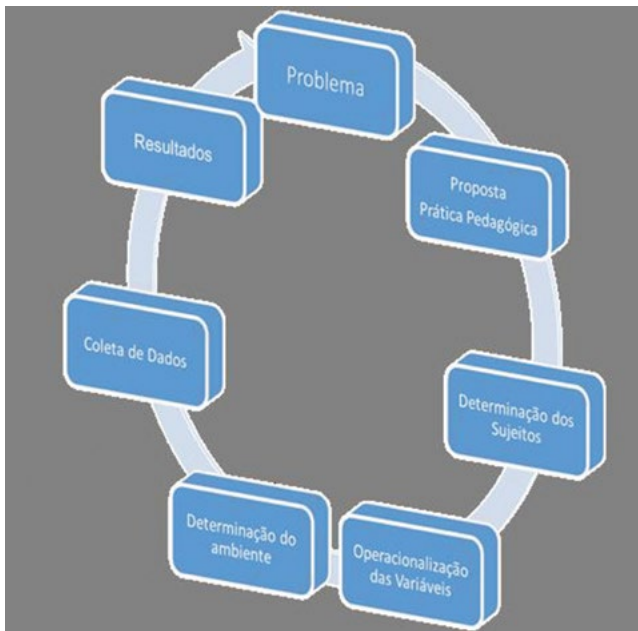 Problema
Proposta
Prática Pedagógica
Determinação dos
Sujeitos
Operacionalização
das Variáveis
Determinação do
ambiente
Coleta de Dados
Resultados